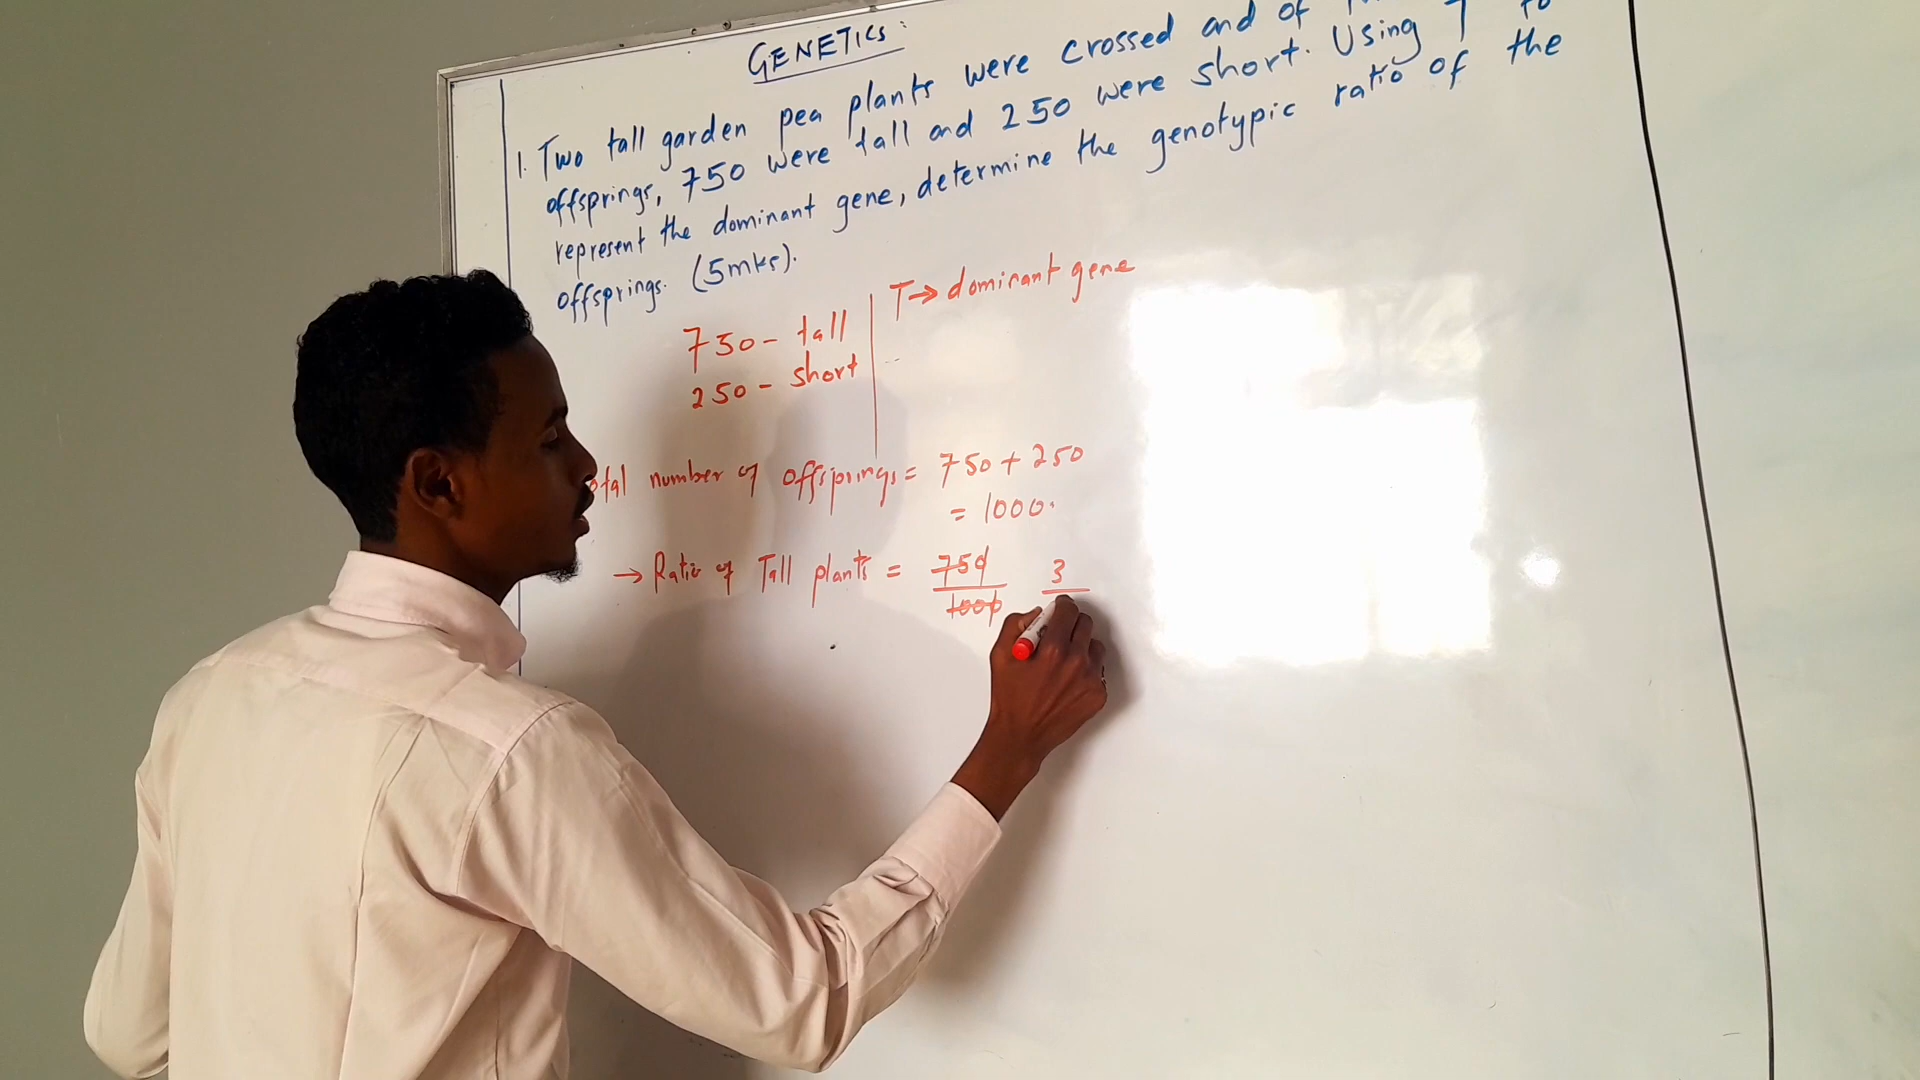 GENETICS:
1. Two tall garden pea plants were crossed and of
offsprings, 750 were tall and 250 were short. Using T to
represent the dominant gene, determine the genotypic ratio of the
offsprings. (5mks).
750 - tall
250 - short
T → dominant gene
number of offsprings = 750 + 250
= 1000.
→ Ratio of Tall plants = 750/1000 3